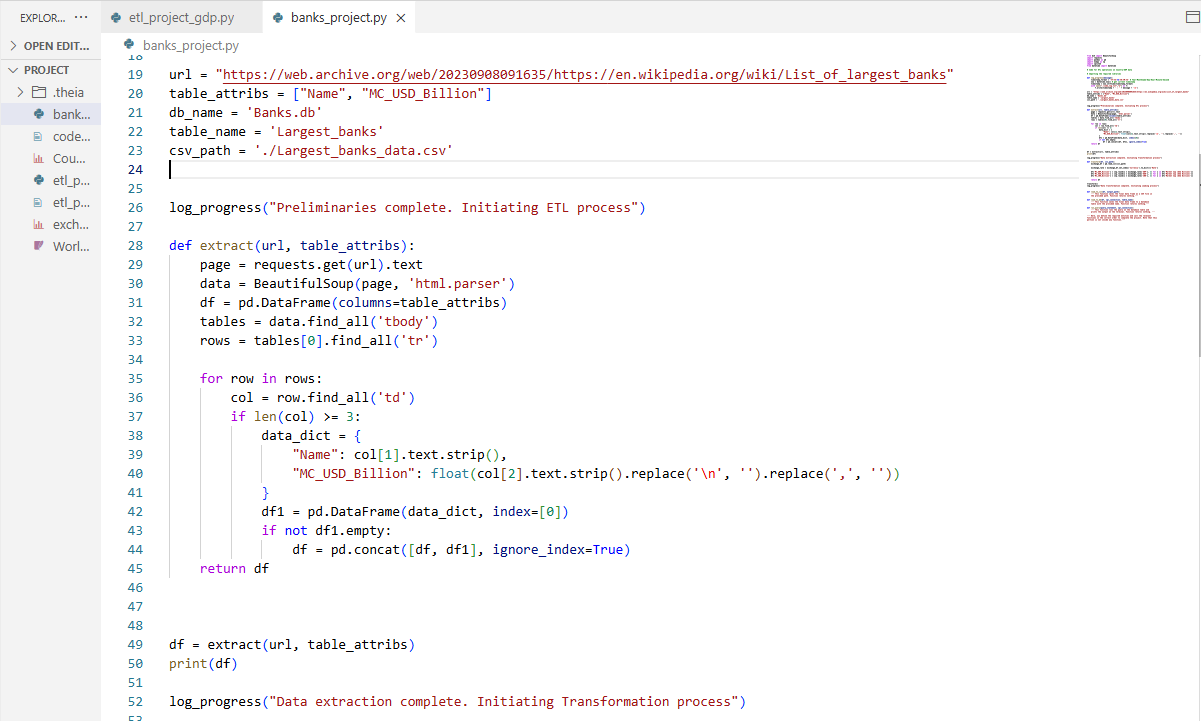 EXPLOR... ···
etl_project_gdp.py
banks_project.py ×
OPEN EDIT...
banks_project.py
PROJECT
.theia
bank...
code...
Cou...
etl_p...
etl_p...
exch...
Worl...
18
19 url = "https://web.archive.org/web/20230908091635/https://en.wikipedia.org/wiki/List_of_largest_banks"
20 table_attribs = ["Name", "MC_USD_Billion"]
21 db_name = 'Banks.db'
22 table_name = 'Largest_banks'
23 csv_path = './Largest_banks_data.csv'
24
25
26 log_progress("Preliminaries complete. Initiating ETL process")
27
28 def extract(url, table_attribs):
29     page = requests.get(url).text
30     data = BeautifulSoup(page, 'html.parser')
31     df = pd.DataFrame(columns=table_attribs)
32     tables = data.find_all('tbody')
33     rows = tables[0].find_all('tr')
34
35     for row in rows:
36         col = row.find_all('td')
37         if len(col) >= 3:
38             data_dict = {
39                 "Name": col[1].text.strip(),
40                 "MC_USD_Billion": float(col[2].text.strip().replace('\n', '').replace(',', ''))
41             }
42             df1 = pd.DataFrame(data_dict, index=[0])
43             if not df1.empty:
44                 df = pd.concat([df, df1], ignore_index=True)
45     return df
46
47
48
49 df = extract(url, table_attribs)
50 print(df)
51
52 log_progress("Data extraction complete. Initiating Transformation process")
53